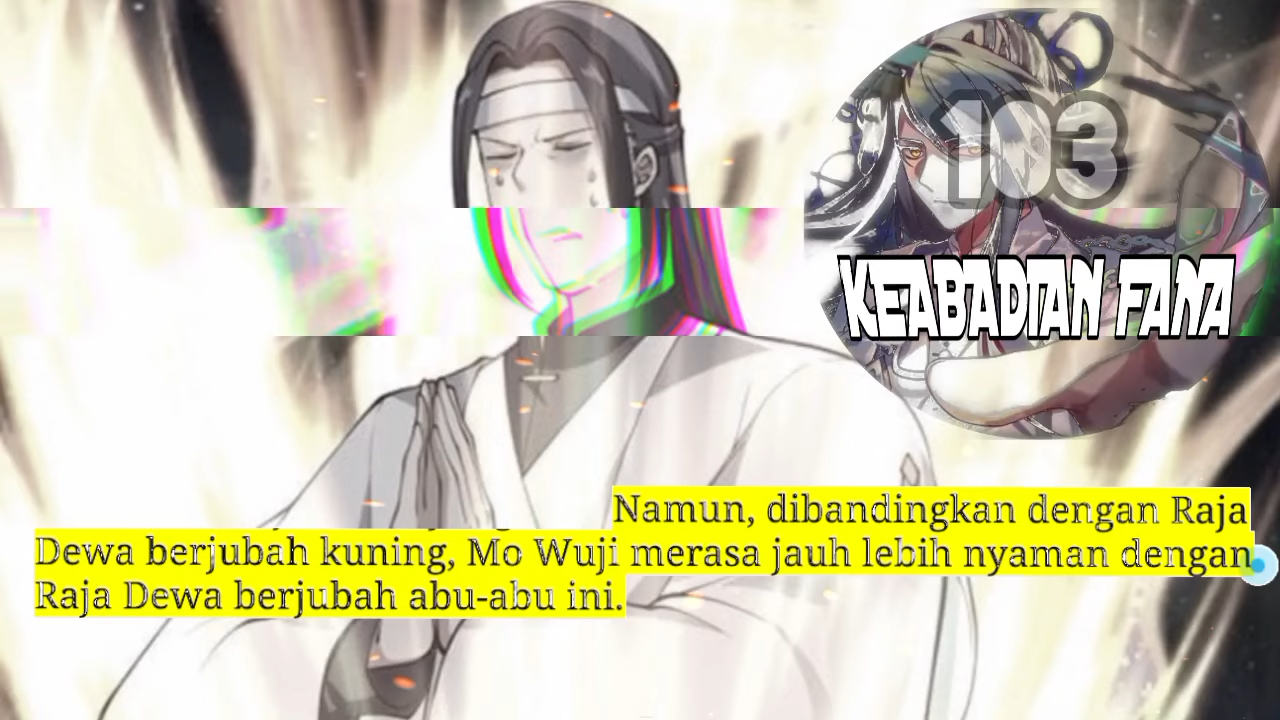 103
KEABADIAN FANA
Namun, dibandingkan dengan Raja
Dewa berjubah kuning, Mo Wuji merasa jauh lebih nyaman dengan
Raja Dewa berjubah abu-abu ini.